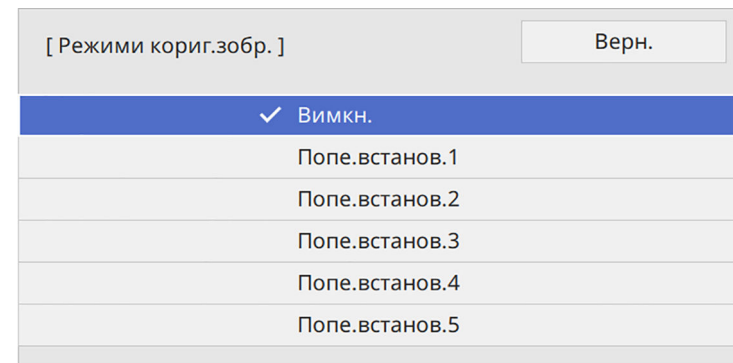 [ Режими кориг.зобр. ]
Верн.
Вимкн.
Попе.встанов.1
Попе.встанов.2
Попе.встанов.3
Попе.встанов.4
Попе.встанов.5